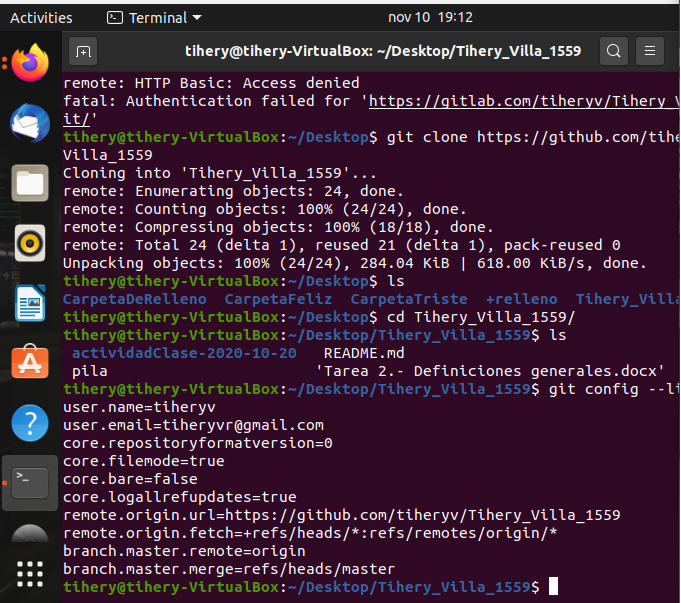 Activities
Terminal
nov 10 19:12
tihery@tihery-VirtualBox: ~/Desktop/Tihery_Villa_1559
remote: HTTP Basic: Access denied
fatal: Authentication failed for 'https://gitlab.com/tiheryv/Tihery_V
it/'
tihery@tihery-VirtualBox:~/Desktop$ git clone https://github.com/tihe
Villa_1559
Cloning into 'Tihery_Villa_1559'...
remote: Enumerating objects: 24, done.
remote: Counting objects: 100% (24/24), done.
remote: Compressing objects: 100% (18/18), done.
remote: Total 24 (delta 1), reused 21 (delta 1), pack-reused 0
Unpacking objects: 100% (24/24), 284.04 KiB | 618.00 KiB/s, done.
tihery@tihery-VirtualBox:~/Desktop$ ls
CarpetaDeRelleno  CarpetaFeliz  CarpetaTriste  +relleno  Tihery_Villa
tihery@tihery-VirtualBox:~/Desktop$ cd Tihery_Villa_1559/
tihery@tihery-VirtualBox:~/Desktop/Tihery_Villa_1559$ ls
actividadClase-2020-10-20   README.md
pila                       'Tarea 2.- Definiciones generales.docx'
tihery@tihery-VirtualBox:~/Desktop/Tihery_Villa_1559$ git config --li
user.name=tiheryv
user.email=tiheryvr@gmail.com
core.repositoryformatversion=0
core.filemode=true
core.bare=false
core.logallrefupdates=true
remote.origin.url=https://github.com/tiheryv/Tihery_Villa_1559
remote.origin.fetch=+refs/heads/*:refs/remotes/origin/*
branch.master.remote=origin
branch.master.merge=refs/heads/master
tihery@tihery-VirtualBox:~/Desktop/Tihery_Villa_1559$